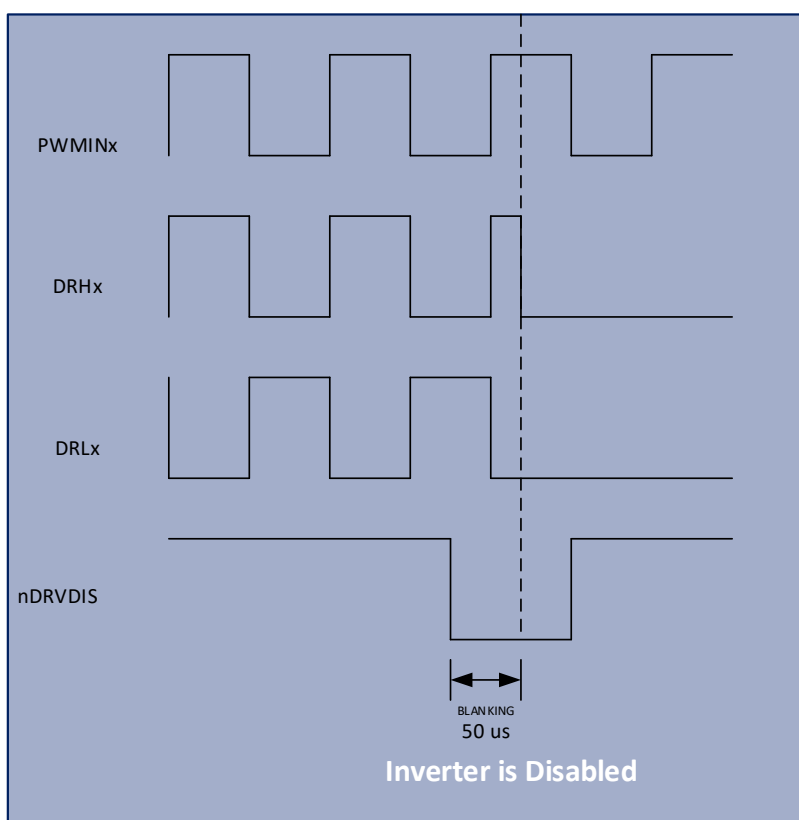 PWMINx
DRHx
DRLx
nDRVDIS
BLANKING
50 us
Inverter is Disabled